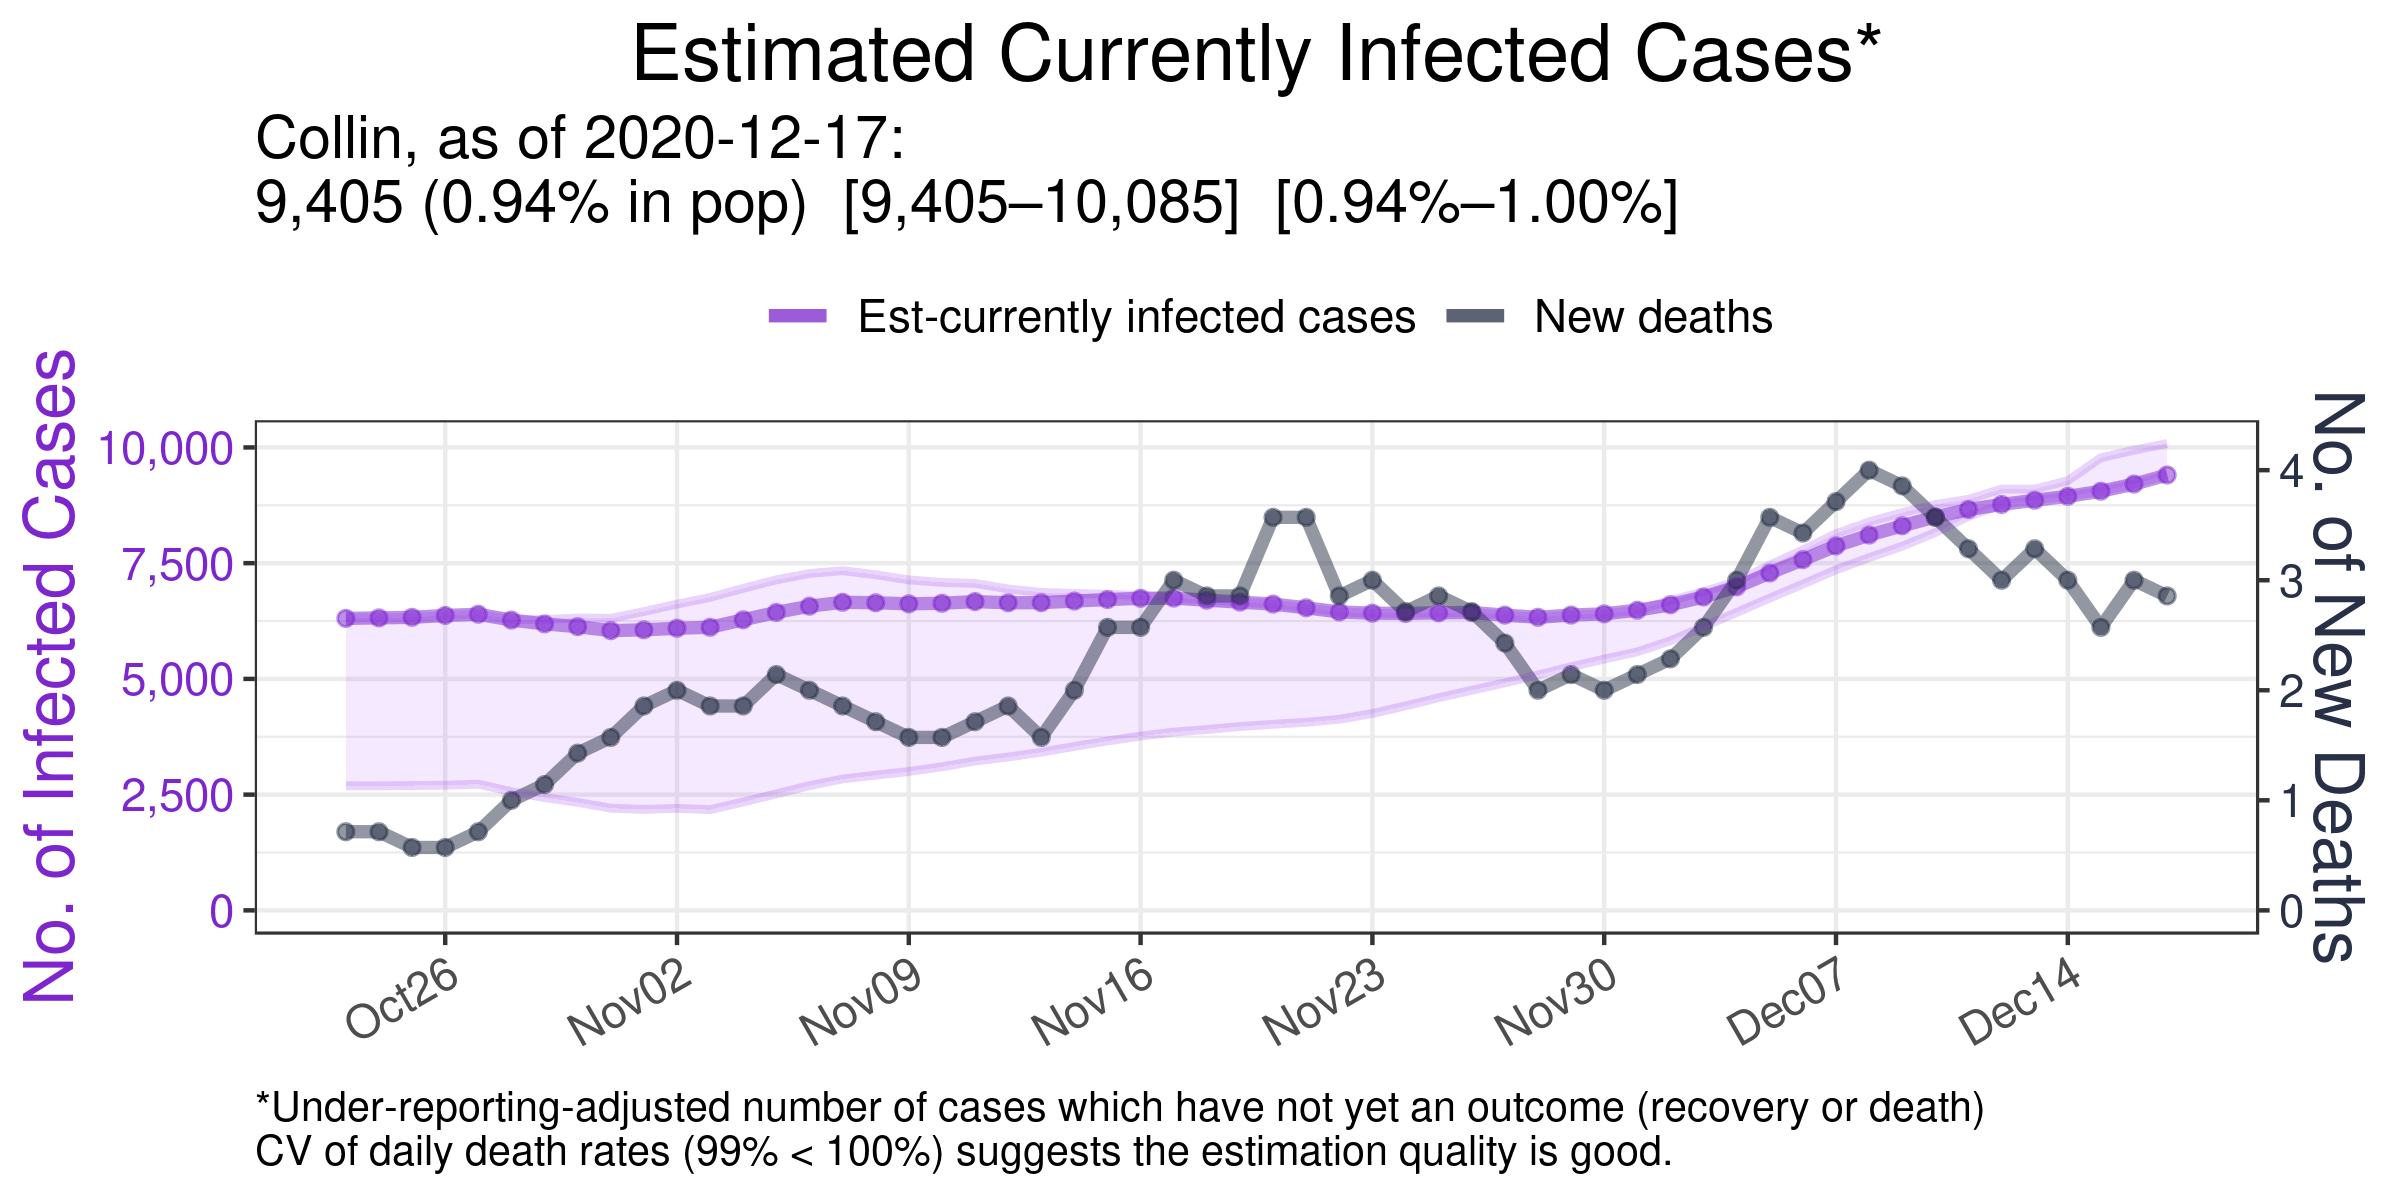 Estimated Currently Infected Cases*
Collin, as of 2020-12-17:
9,405 (0.94% in pop)  [9,405–10,085]  [0.94%–1.00%]
Est-currently infected cases
New deaths
No. of Infected Cases
10,000
7,500
5,000
2,500
0
No. of New Deaths
4
3
2
1
0
Oct26
Nov02
Nov09
Nov16
Nov23
Nov30
Dec07
Dec14
*Under-reporting-adjusted number of cases which have not yet an outcome (recovery or death)
CV of daily death rates (99% < 100%) suggests the estimation quality is good.